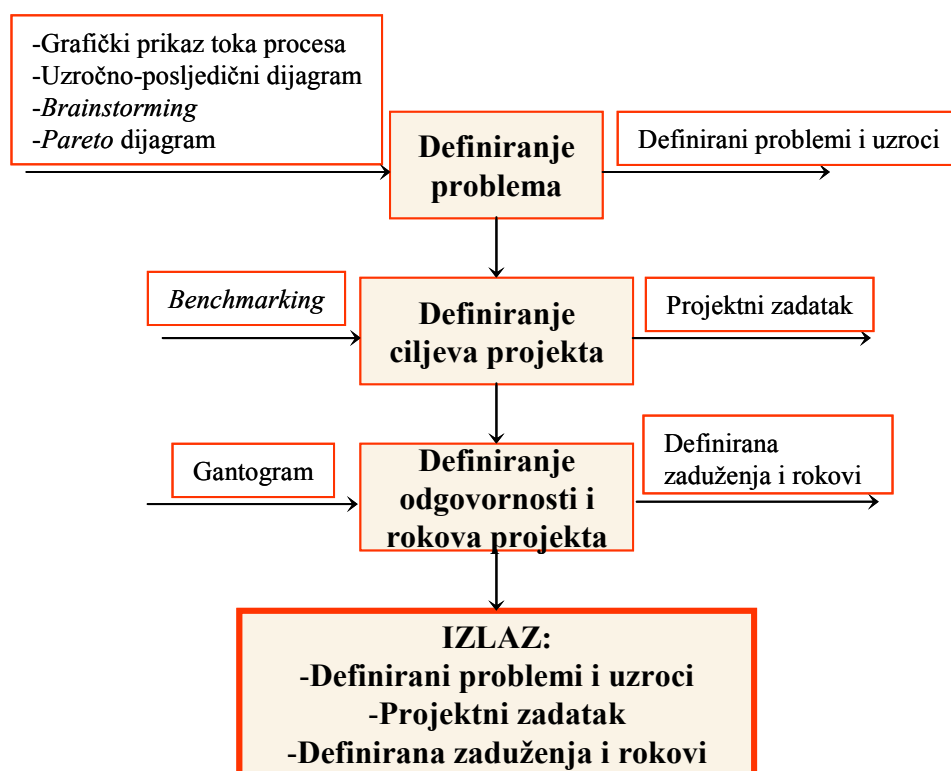 -Grafički prikaz toka procesa
-Uzročno-posljedični dijagram
-Brainstorming
-Pareto dijagram
Definiranje
problema
Definirani problemi i uzroci
Benchmarking
Definiranje
ciljeva projekta
Projektni zadatak
Gantogram
Definiranje
odgovornosti i
rokova projekta
Definirana
zaduženja i rokovi
IZLAZ:
-Definirani problemi i uzroci
-Projektni zadatak
-Definirana zaduženja i rokovi